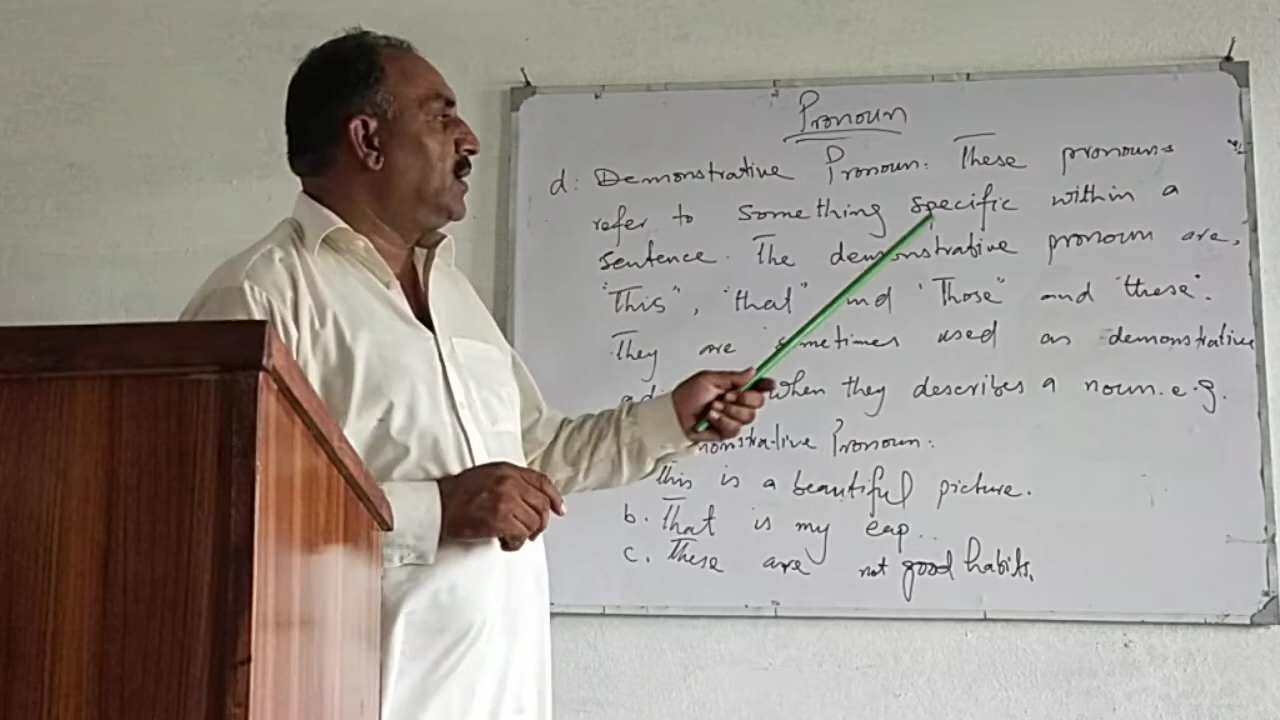 Pronoun
d: Demonstrative Pronoun: These pronouns
refer to something specific within a
sentence. The demonstrative pronoun are,
"This", "that" and "Those" and "these".
They are sometimes used as demonstrative
when they describes a noun. e.g.
Pronoun:
This is a beautiful picture.
b. That is my cap..
c. These are not good habits.